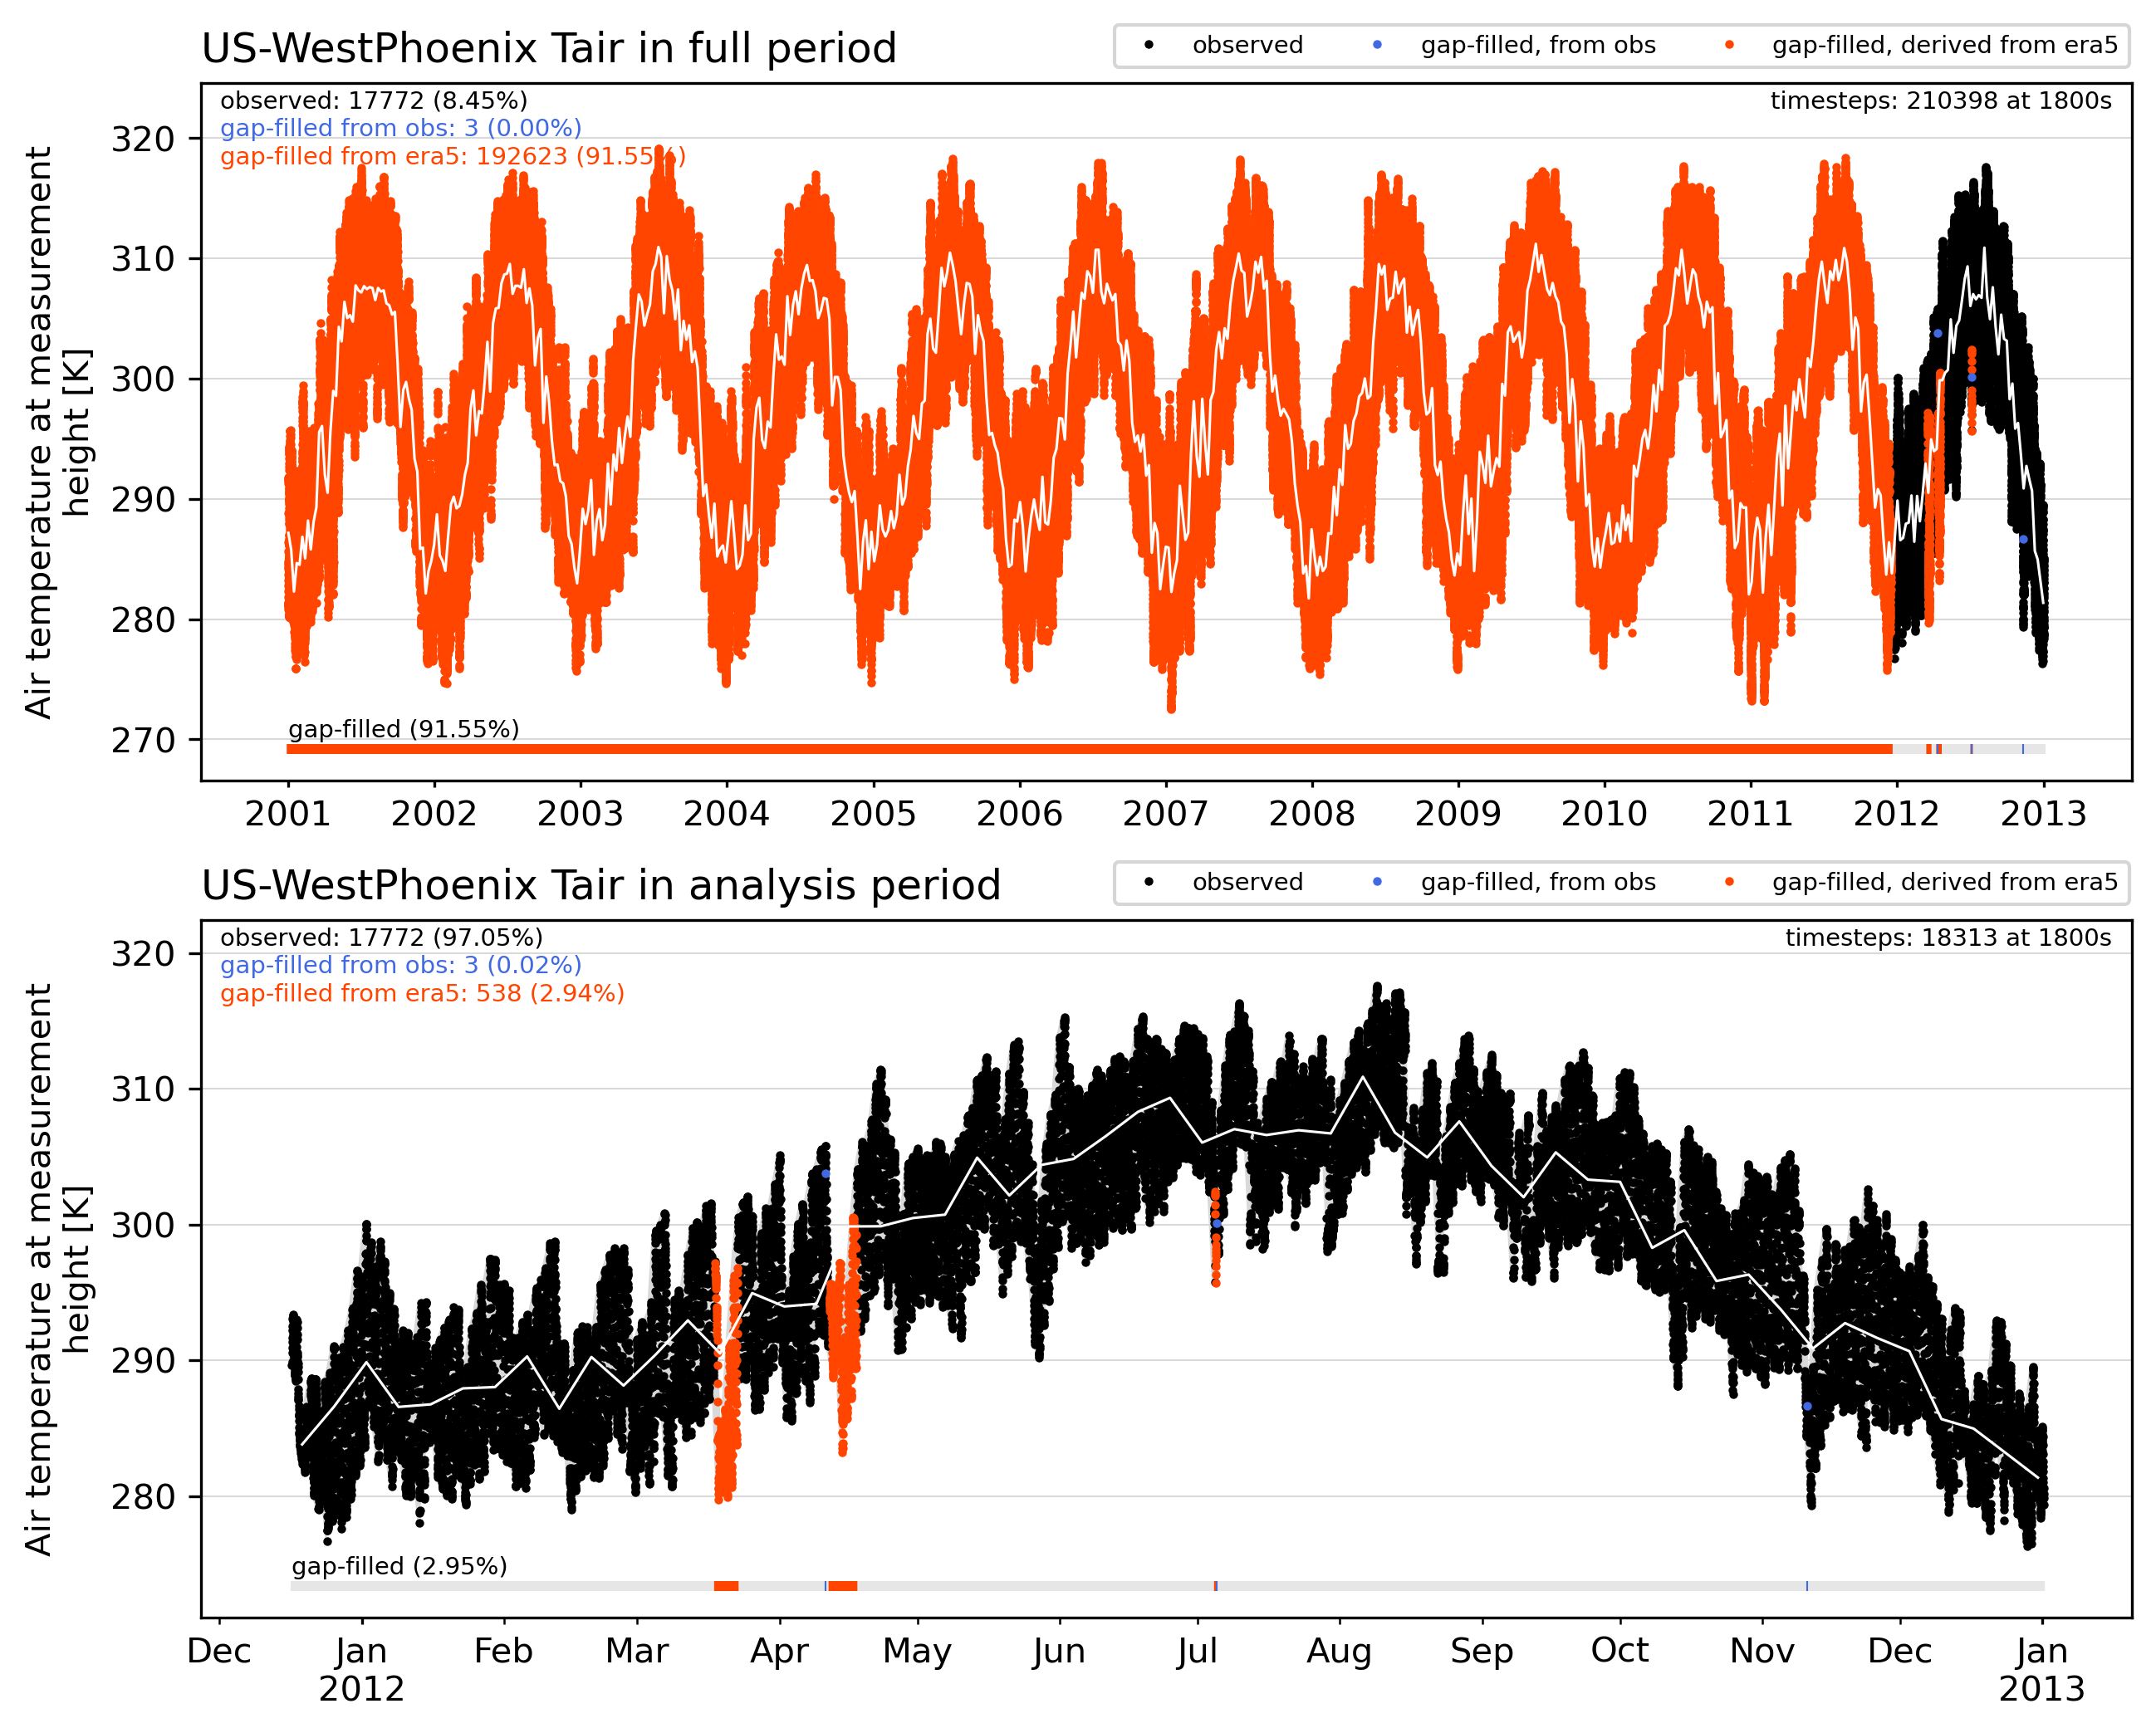 US-WestPhoenix Tair in full period
observed
gap-filled, from obs
gap-filled, derived from era5
observed: 17772 (8.45%)
gap-filled from obs: 3 (0.00%)
gap-filled from era5: 192623 (91.55%)
timesteps: 210398 at 1800s
Air temperature at measurement
height [K]
320
310
300
290
280
270
gap-filled (91.55%)
2001 2002 2003 2004 2005 2006 2007 2008 2009 2010 2011 2012 2013
US-WestPhoenix Tair in analysis period
observed
gap-filled, from obs
gap-filled, derived from era5
observed: 17772 (97.05%)
gap-filled from obs: 3 (0.02%)
gap-filled from era5: 538 (2.94%)
timesteps: 18313 at 1800s
Air temperature at measurement
height [K]
320
310
300
290
280
gap-filled (2.95%)
Dec Jan Feb Mar Apr May Jun Jul Aug Sep Oct Nov Dec Jan
2012 2013